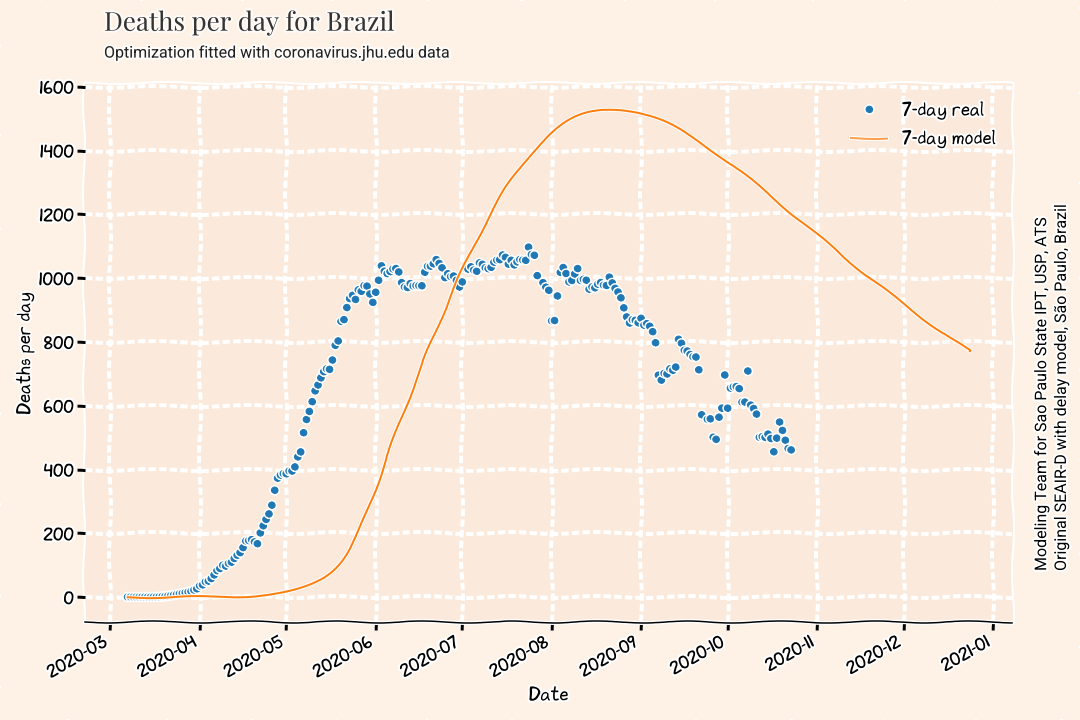 Deaths per day for Brazil
Optimization fitted with coronavirus.jhu.edu data
1600
1400
1200
1000
800
600
400
200
0
Deaths per day
7-day real
7-day model
2020-03
2020-04
2020-05
2020-06
2020-07
2020-08
2020-09
2020-10
2020-11
2020-12
2021-01
Date
Modeling Team for Sao Paulo State IPT, USP, ATS
Original SEAIR-D with delay model, São Paulo, Brazil